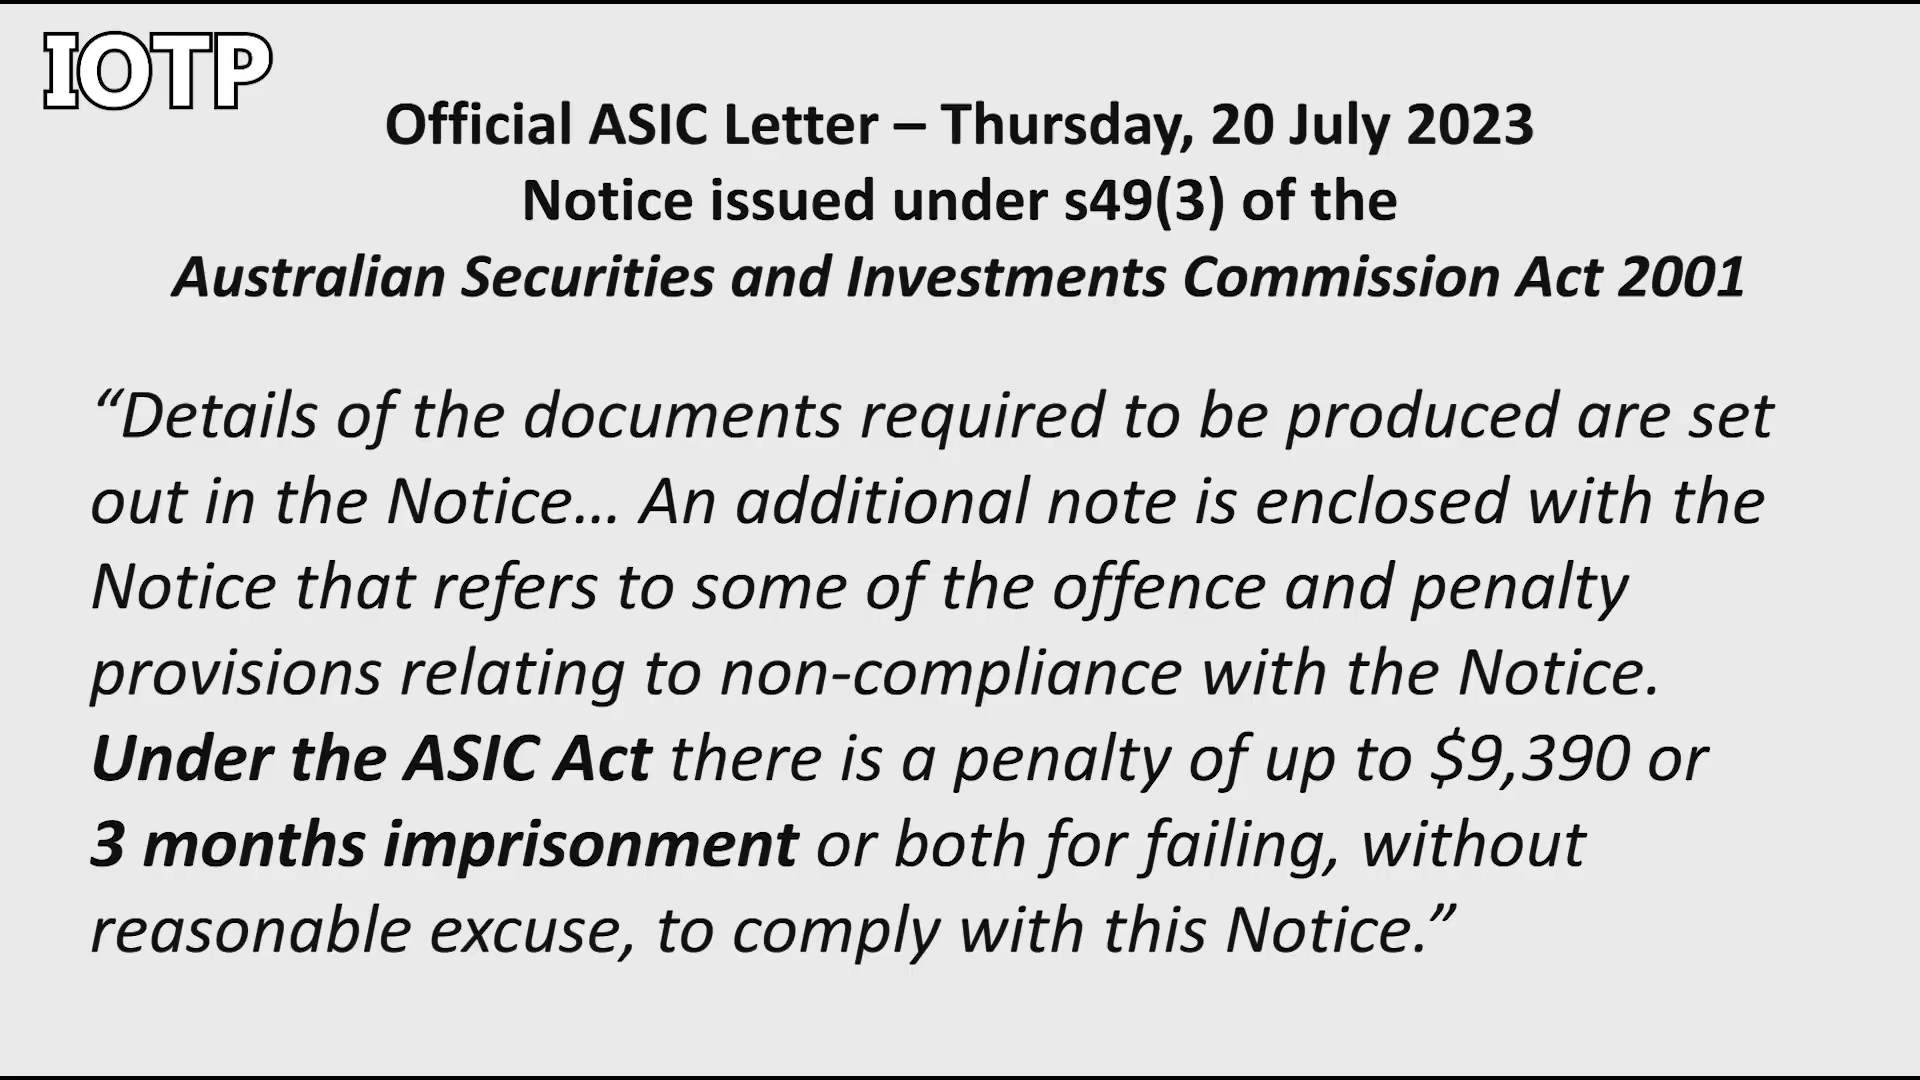 IOTP
Official ASIC Letter – Thursday, 20 July 2023
Notice issued under s49(3) of the
Australian Securities and Investments Commission Act 2001
“Details of the documents required to be produced are set
out in the Notice… An additional note is enclosed with the
Notice that refers to some of the offence and penalty
provisions relating to non-compliance with the Notice.
Under the ASIC Act there is a penalty of up to $9,390 or
3 months imprisonment or both for failing, without
reasonable excuse, to comply with this Notice.”